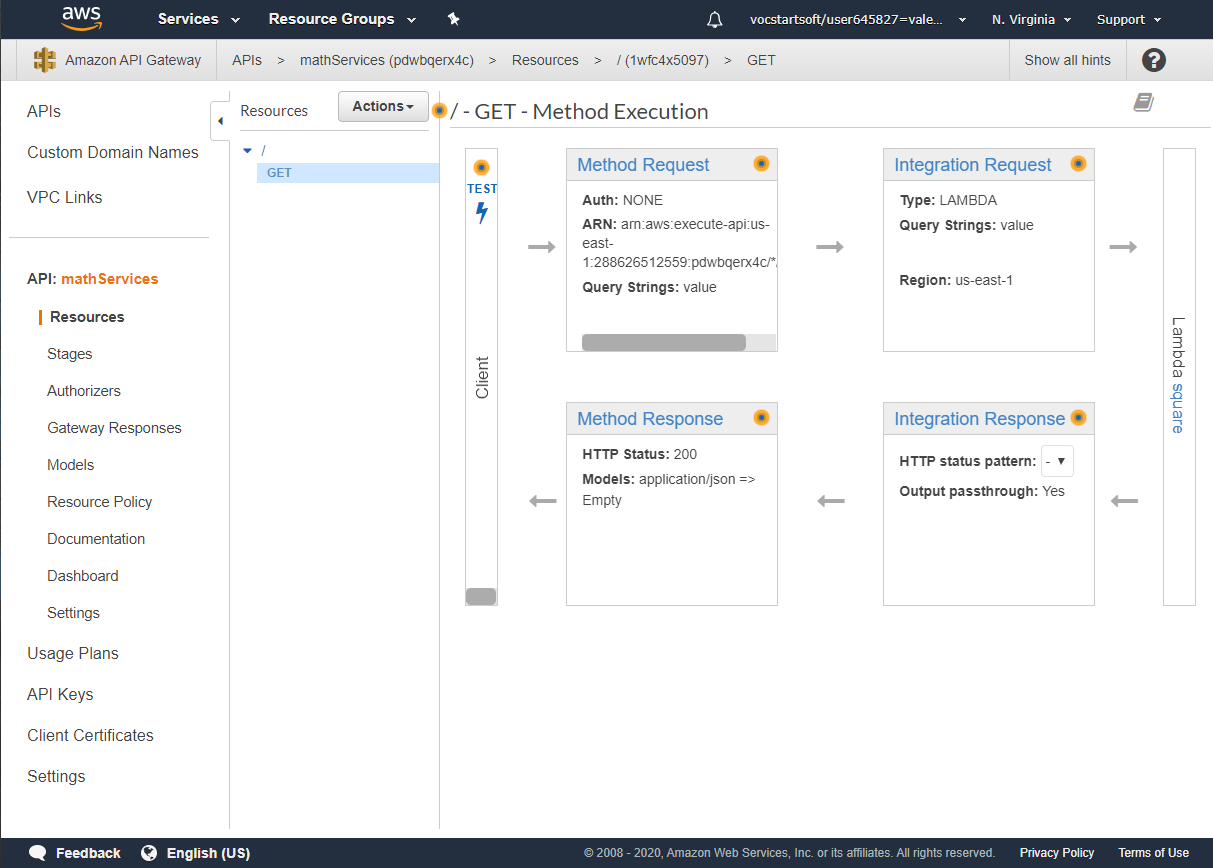 aws Services Resource Groups vocstartsoft/user645827=vale... N. Virginia Support
Amazon API Gateway APIs > mathServices (pdwbqerx4c) > Resources > / (1wfc4x5097) > GET Show all hints ?
APIs
Custom Domain Names
VPC Links
API: mathServices
Resources
Stages
Authorizers
Gateway Responses
Models
Resource Policy
Documentation
Dashboard
Settings
Usage Plans
API Keys
Client Certificates
Settings
Resources Actions
/
GET
/ - GET - Method Execution
TEST
Client
Method Request
Auth: NONE
ARN: arn:aws:execute-api:us-
east-
1:288626512559:pdwbqerx4c/*/
Query Strings: value
Integration Request
Type: LAMBDA
Query Strings: value
Region: us-east-1
Lambda square
Method Response
HTTP Status: 200
Models: application/json =>
Empty
Integration Response
HTTP status pattern: -
Output passthrough: Yes
Feedback English (US) © 2008 - 2020, Amazon Web Services, Inc. or its affiliates. All rights reserved. Privacy Policy Terms of Use